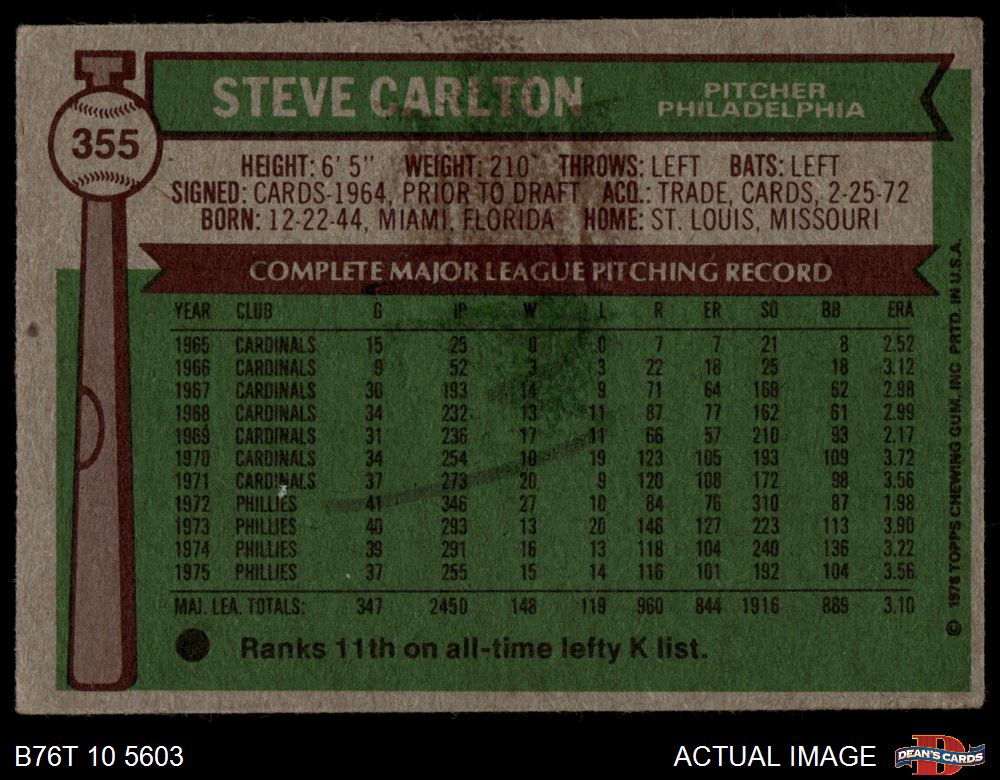 355
STEVE CARLTON
PITCHER
PHILADELPHIA
HEIGHT: 6' 5" WEIGHT: 210 THROWS: LEFT BATS: LEFT
SIGNED: CARDS-1964, PRIOR TO DRAFT ACQ.: TRADE, CARDS, 2-25-72
BORN: 12-22-44, MIAMI, FLORIDA HOME: ST. LOUIS, MISSOURI
COMPLETE MAJOR LEAGUE PITCHING RECORD
YEAR CLUB G IP W L R ER SO BB ERA
1965 CARDINALS 15 25 0 0 7 7 21 8 2.52
1966 CARDINALS 9 52 3 3 22 18 25 18 3.12
1967 CARDINALS 30 193 14 9 71 64 168 62 2.98
1968 CARDINALS 34 232 13 11 87 77 162 61 2.99
1969 CARDINALS 31 236 17 11 66 57 210 93 2.17
1970 CARDINALS 34 254 10 19 123 105 193 109 3.72
1971 CARDINALS 37 273 20 9 120 108 172 98 3.56
1972 PHILLIES 41 346 27 10 84 76 310 87 1.98
1973 PHILLIES 40 293 13 20 146 127 223 113 3.90
1974 PHILLIES 39 291 16 13 118 104 240 136 3.22
1975 PHILLIES 37 255 15 14 116 101 192 104 3.56
MAJ. LEA. TOTALS: 347 2450 148 119 960 844 1916 889 3.10
Ranks 11th on all-time lefty K list.
© 1976 TOPPS CHEWING GUM, INC PRTD. IN U.S.A.
B76T 10 5603
ACTUAL IMAGE
DEAN'S CARDS